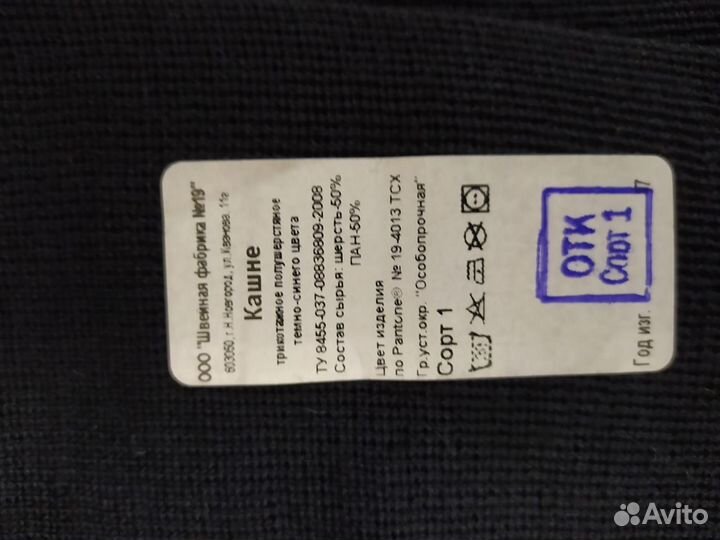 ООО "Швейная фабрика №19"
603050, г. Н.Новгород, ул. Иванова, 11а
Кашне
трикотажное полушерстяное
темно-синего цвета
ТУ 8455-037-08836809-2008
Состав сырья: шерсть-50%
ПАН-50%
Цвет изделия
по Pantone® № 19-4013 TCX
Гр.уст.окр. "Особопрочная"
Сорт 1
ОТК
Сорт 1
Год изг. 7
Avito